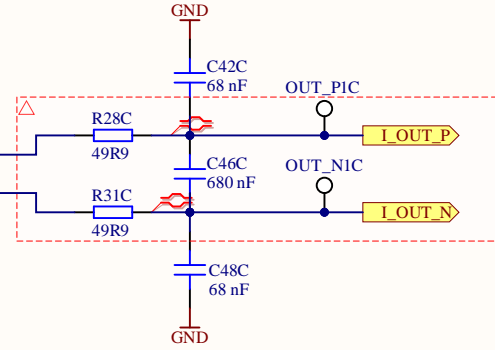 GND
C42C
68 nF
OUT_P1C
R28C
I_OUT_P
49R9
C46C
680 nF
OUT_N1C
R31C
I_OUT_N
49R9
C48C
68 nF
GND